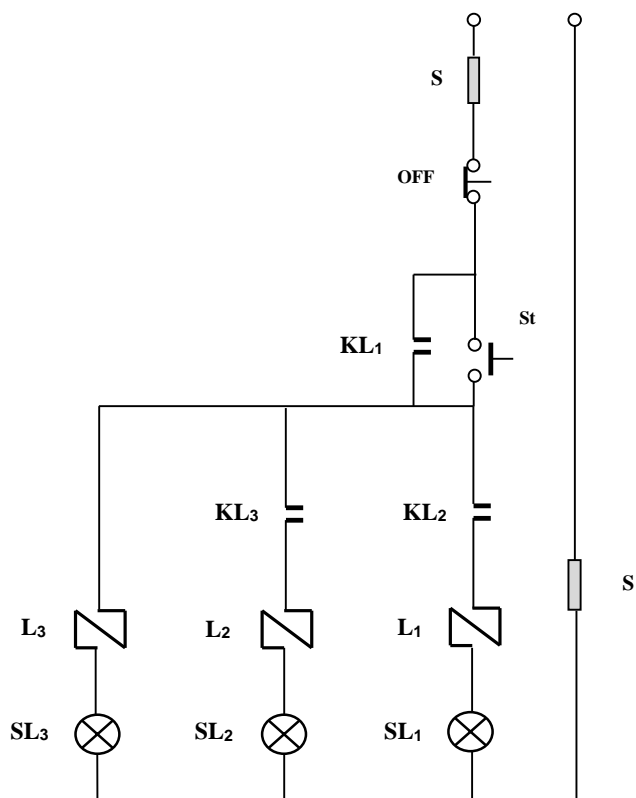 S
OFF
St
KL₁
KL₃ KL₂
S
L₃ L₂ L₁
SL₃ SL₂ SL₁